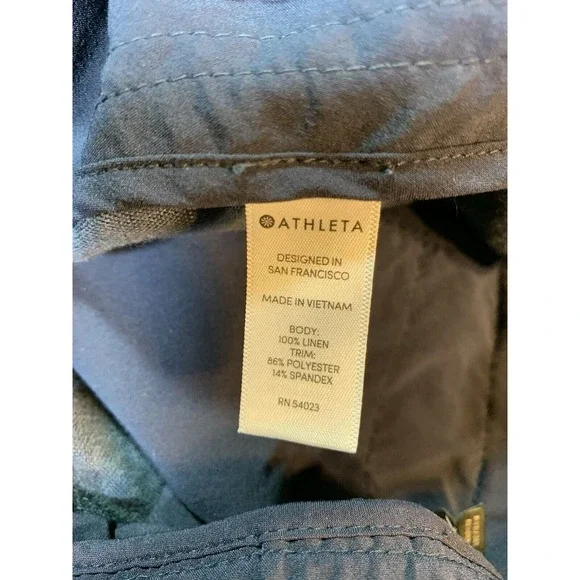 ATHLETA
DESIGNED IN
SAN FRANCISCO
MADE IN VIETNAM
BODY:
100% LINEN
TRIM:
86% POLYESTER
14% SPANDEX
RN 54023